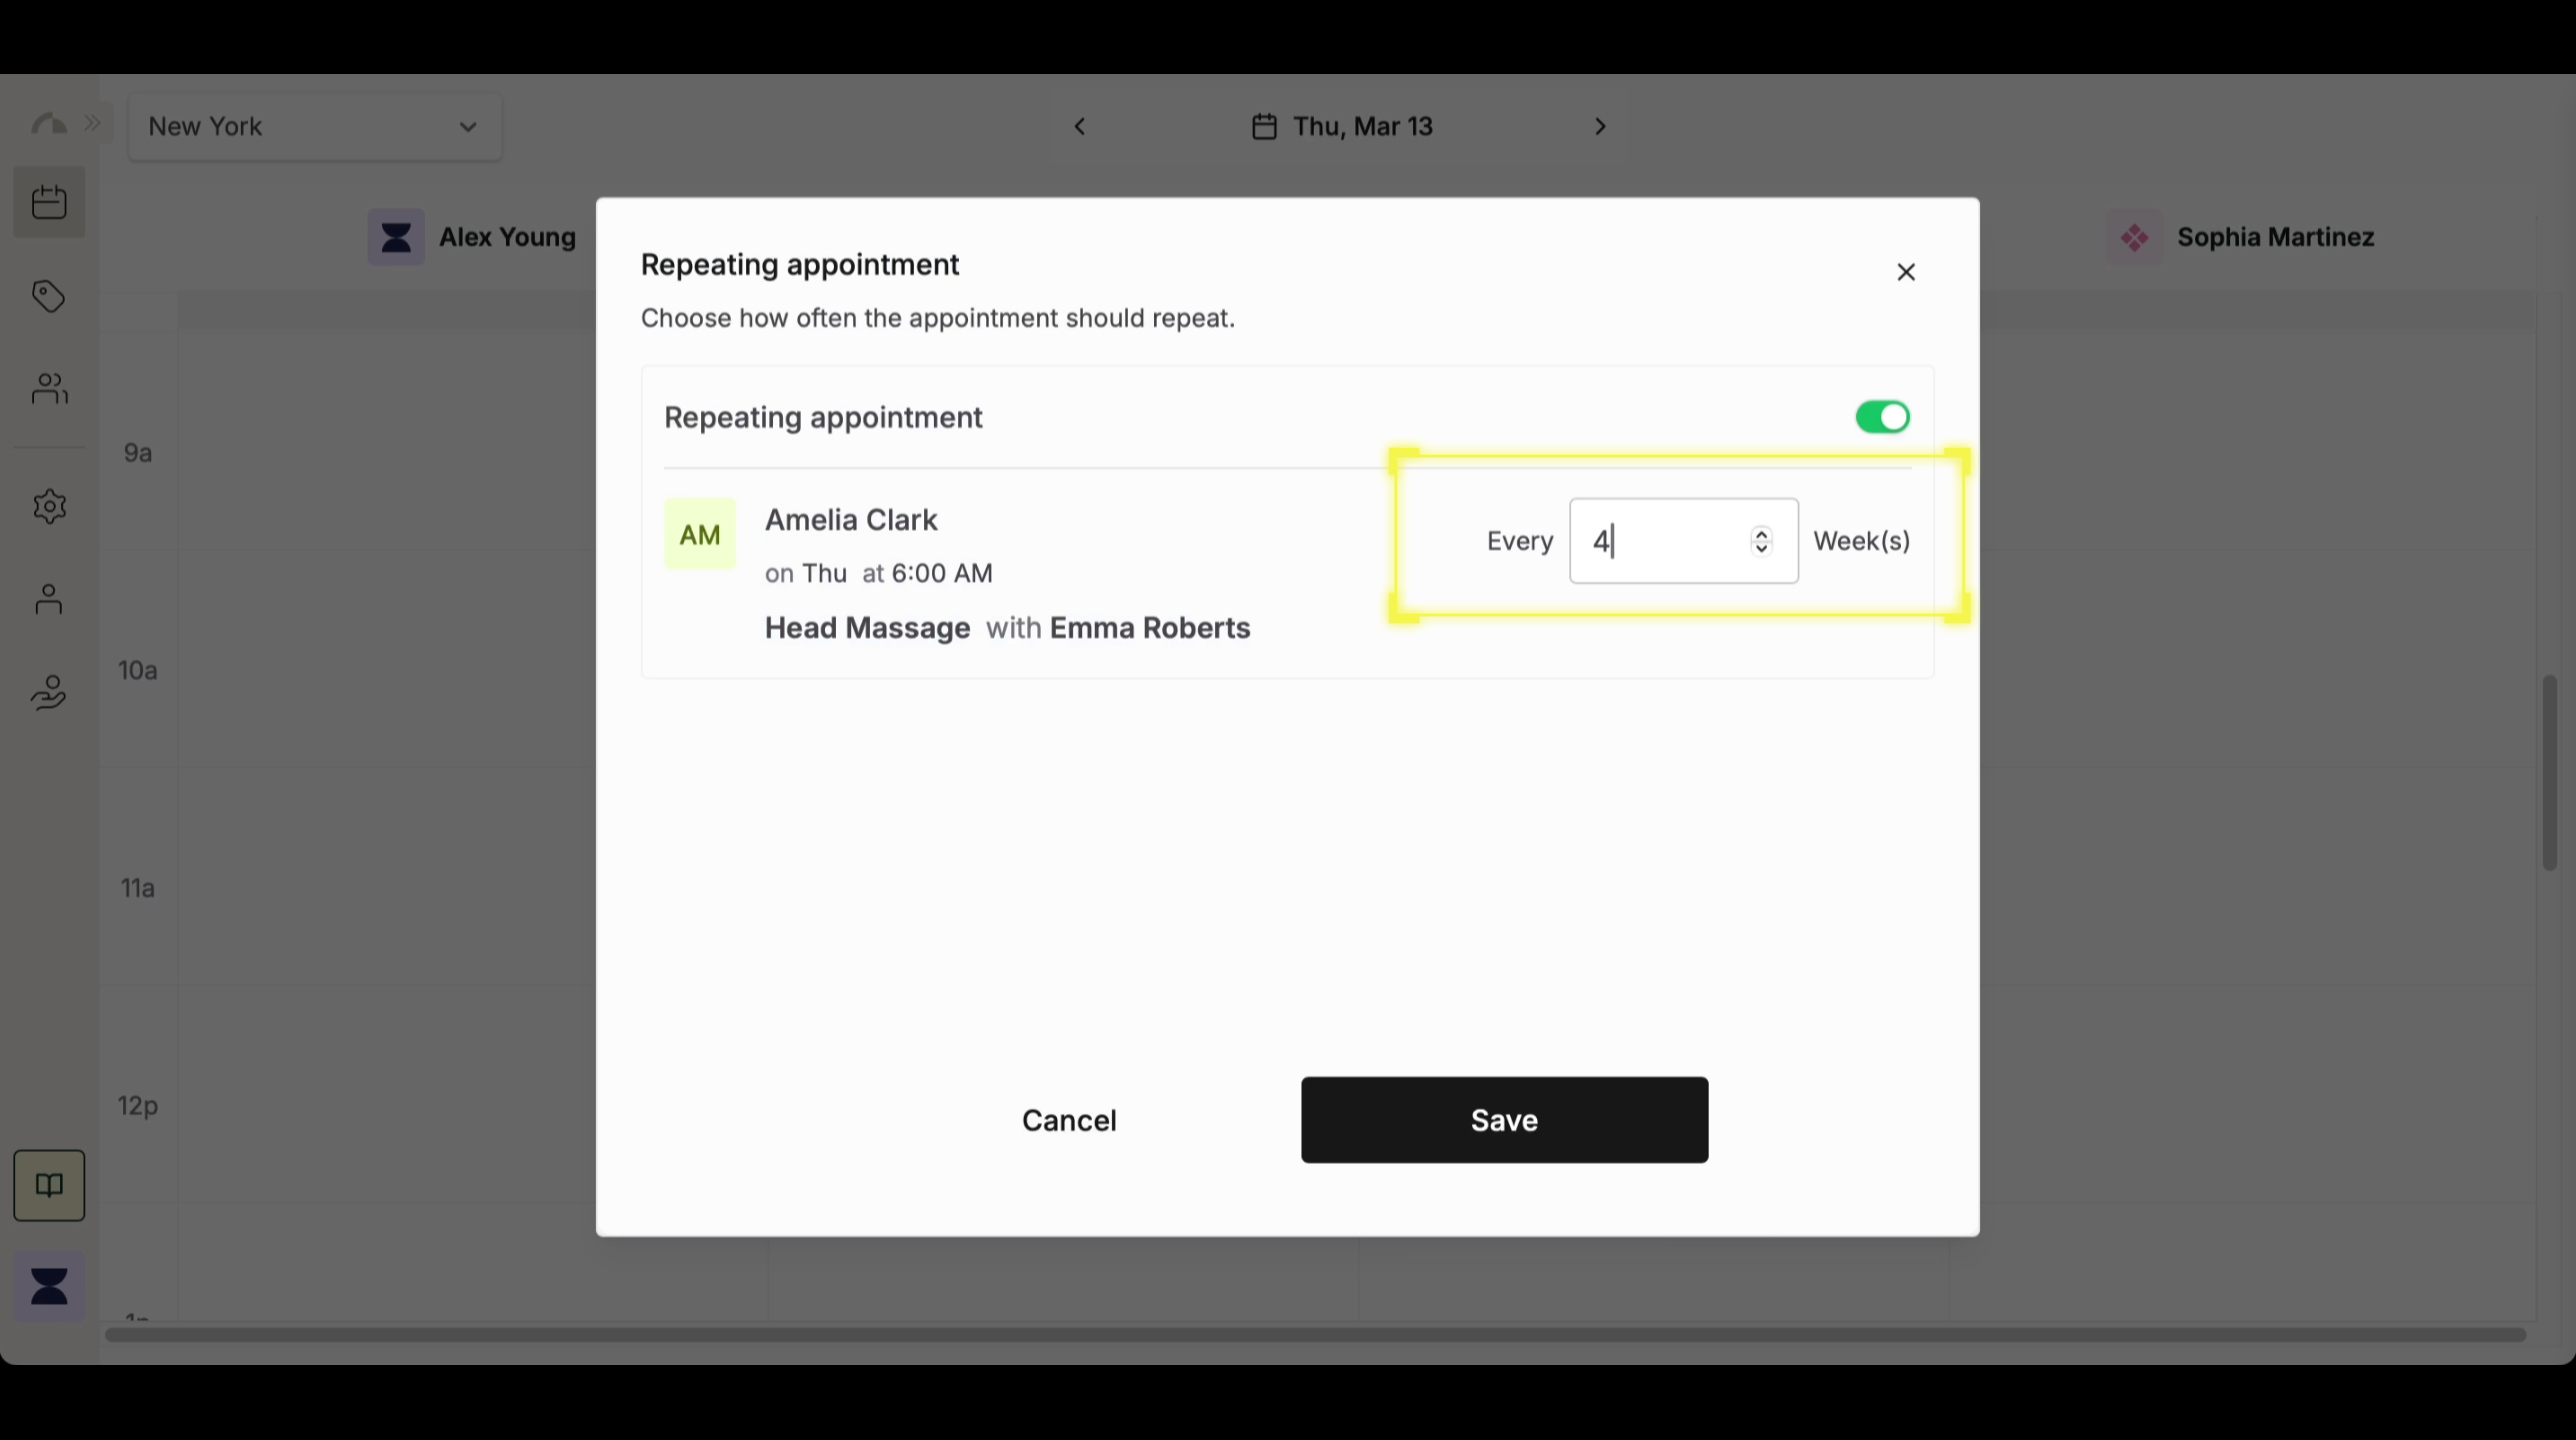 New York
Thu, Mar 13
Alex Young
Sophia Martinez
Repeating appointment
Choose how often the appointment should repeat.
Repeating appointment
AM
Amelia Clark
on Thu at 6:00 AM
Head Massage with Emma Roberts
Every 4 Week(s)
9a
10a
11a
12p
Cancel
Save